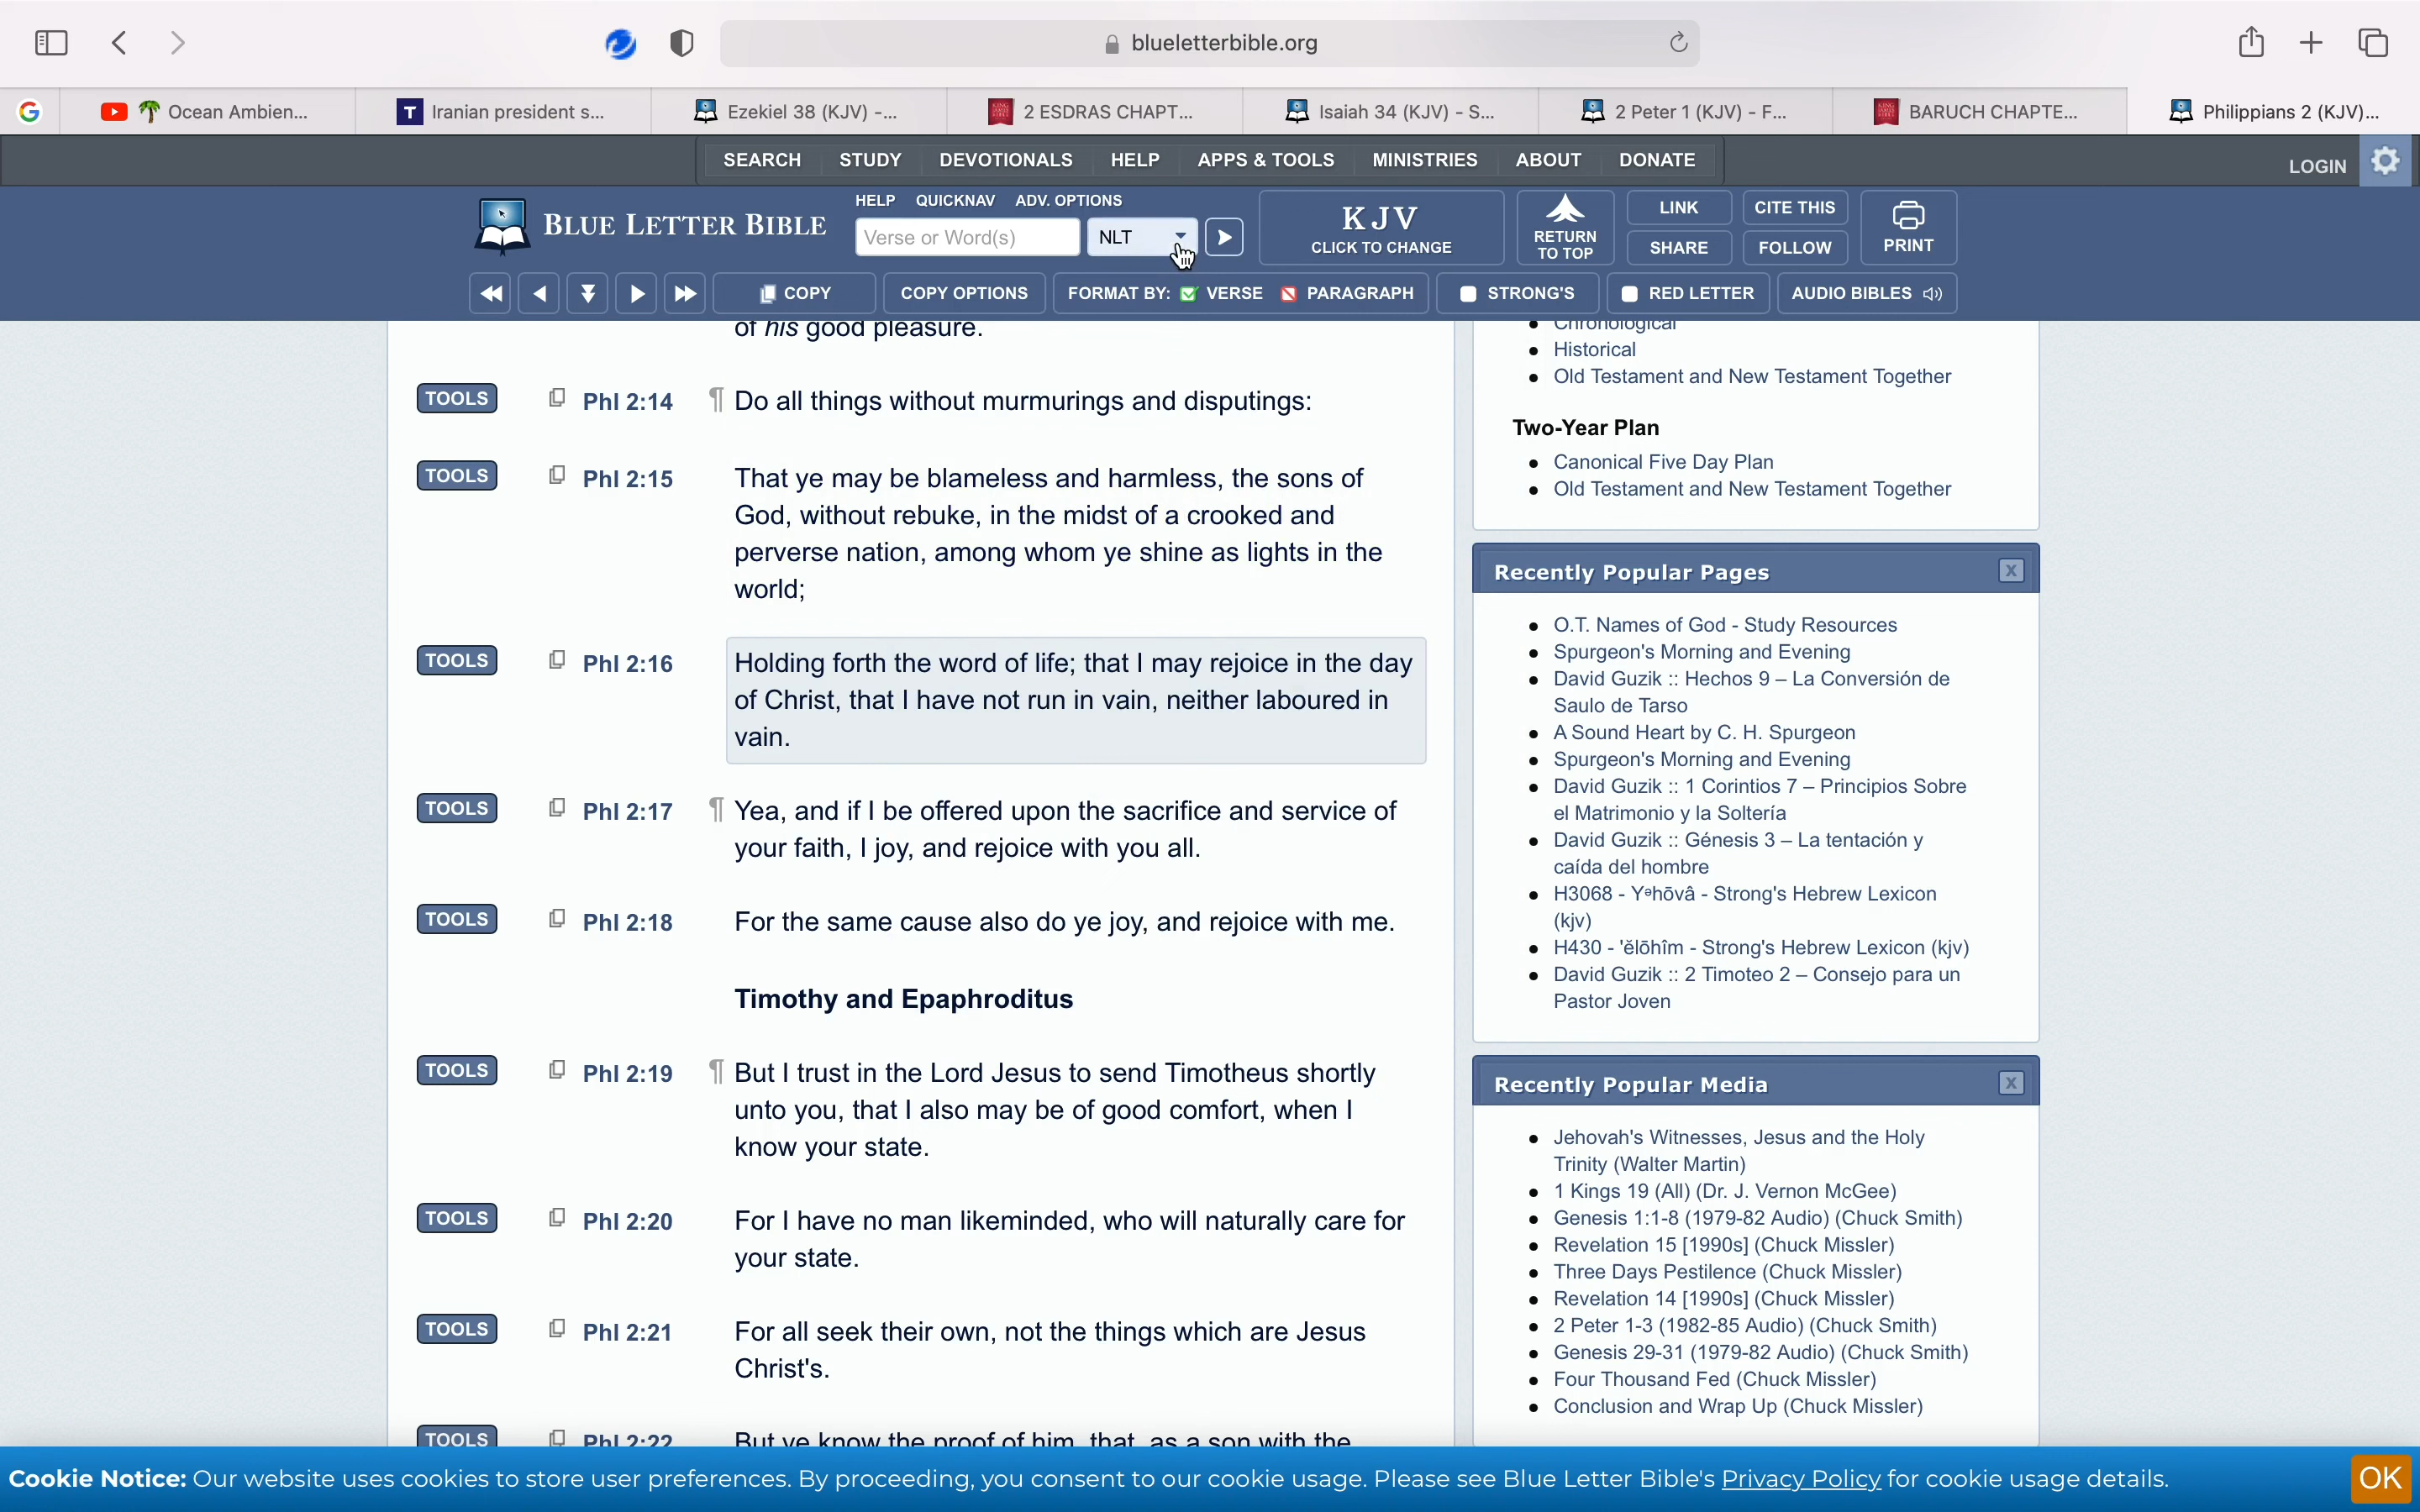 blueletterbible.org
Ocean Ambien...
Iranian president s...
Ezekiel 38 (KJV) -...
2 ESDRAS CHAPT...
Isaiah 34 (KJV) - S...
2 Peter 1 (KJV) - F...
BARUCH CHAPTE...
Philippians 2 (KJV)...
SEARCH STUDY DEVOTIONALS HELP APPS & TOOLS MINISTRIES ABOUT DONATE
LOGIN
BLUE LETTER BIBLE
HELP QUICKNAV ADV. OPTIONS
Verse or Word(s)
NLT
KJV
CLICK TO CHANGE
RETURN
TO TOP
LINK
CITE THIS
SHARE
FOLLOW
PRINT
COPY
COPY OPTIONS
FORMAT BY: VERSE PARAGRAPH
STRONG'S
RED LETTER
AUDIO BIBLES
of his good pleasure.
TOOLS Phl 2:14 ¶ Do all things without murmurings and disputings:
TOOLS Phl 2:15 That ye may be blameless and harmless, the sons of
God, without rebuke, in the midst of a crooked and
perverse nation, among whom ye shine as lights in the
world;
TOOLS Phl 2:16 Holding forth the word of life; that I may rejoice in the day
of Christ, that I have not run in vain, neither laboured in
vain.
TOOLS Phl 2:17 ¶ Yea, and if I be offered upon the sacrifice and service of
your faith, I joy, and rejoice with you all.
TOOLS Phl 2:18 For the same cause also do ye joy, and rejoice with me.
Timothy and Epaphroditus
TOOLS Phl 2:19 ¶ But I trust in the Lord Jesus to send Timotheus shortly
unto you, that I also may be of good comfort, when I
know your state.
TOOLS Phl 2:20 For I have no man likeminded, who will naturally care for
your state.
TOOLS Phl 2:21 For all seek their own, not the things which are Jesus
Christ's.
TOOLS Phl 2:22 But ye know the proof of him, that, as a son with the
Chronological
Historical
Old Testament and New Testament Together
Two-Year Plan
Canonical Five Day Plan
Old Testament and New Testament Together
Recently Popular Pages X
O.T. Names of God - Study Resources
Spurgeon's Morning and Evening
David Guzik :: Hechos 9 – La Conversión de
Saulo de Tarso
A Sound Heart by C. H. Spurgeon
Spurgeon's Morning and Evening
David Guzik :: 1 Corintios 7 – Principios Sobre
el Matrimonio y la Soltería
David Guzik :: Génesis 3 – La tentación y
caída del hombre
H3068 - Yᵊhōvâ - Strong's Hebrew Lexicon
(kjv)
H430 - 'ĕlōhîm - Strong's Hebrew Lexicon (kjv)
David Guzik :: 2 Timoteo 2 – Consejo para un
Pastor Joven
Recently Popular Media X
Jehovah's Witnesses, Jesus and the Holy
Trinity (Walter Martin)
1 Kings 19 (All) (Dr. J. Vernon McGee)
Genesis 1:1-8 (1979-82 Audio) (Chuck Smith)
Revelation 15 [1990s] (Chuck Missler)
Three Days Pestilence (Chuck Missler)
Revelation 14 [1990s] (Chuck Missler)
2 Peter 1-3 (1982-85 Audio) (Chuck Smith)
Genesis 29-31 (1979-82 Audio) (Chuck Smith)
Four Thousand Fed (Chuck Missler)
Conclusion and Wrap Up (Chuck Missler)
Cookie Notice: Our website uses cookies to store user preferences. By proceeding, you consent to our cookie usage. Please see Blue Letter Bible's Privacy Policy for cookie usage details.
OK